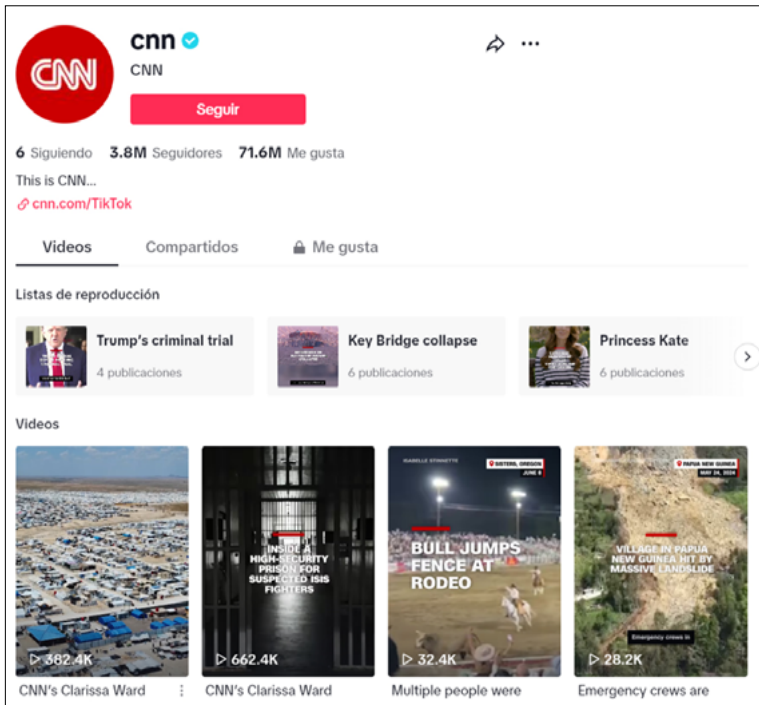 CNN
cnn
CNN
Seguir
6 Siguiendo 3.8M Seguidores 71.6M Me gusta
This is CNN...
cnn.com/TikTok
Videos Compartidos Me gusta
Listas de reproducción
Trump's criminal trial
4 publicaciones
Key Bridge collapse
6 publicaciones
Princess Kate
6 publicaciones
Videos
382.4K
CNN's Clarissa Ward
INSIDE A
HIGH-SECURITY
PRISON FOR
SUSPECTED ISIS
FIGHTERS
662.4K
CNN's Clarissa Ward
ISABELLE STINNETTE
SISTERS, OREGON
JUNE 8
BULL JUMPS
FENCE AT
RODEO
32.4K
Multiple people were
PAPUA NEW GUINEA
MAY 24, 2024
VILLAGE IN PAPUA
NEW GUINEA HIT BY
MASSIVE LANDSLIDE
Emergency crews in
28.2K
Emergency crews are